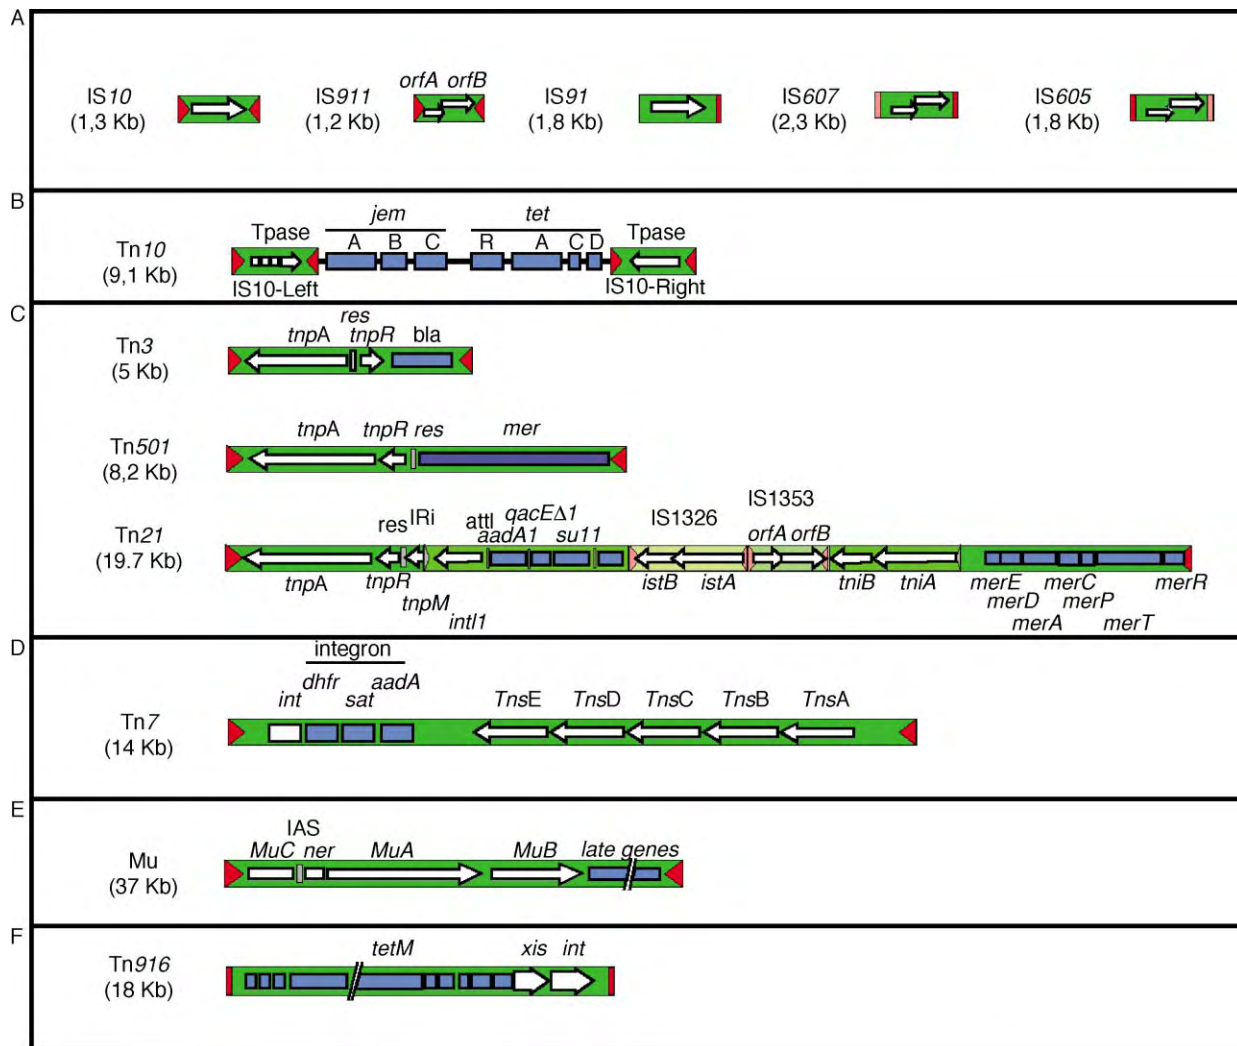 A
IS10
(1,3 Kb)
IS911
(1,2 Kb)
orfA orfB
IS91
(1,8 Kb)
IS607
(2,3 Kb)
IS605
(1,8 Kb)
B
Tn10
(9,1 Kb)
Tpase
jem
A B C
tet
R A C D
Tpase
IS10-Left
IS10-Right
C
Tn3
(5 Kb)
res
tnpA tnpR bla
Tn501
(8,2 Kb)
tnpA tnpR res mer
Tn21
(19.7 Kb)
res IRi attI qacEΔ1
aadA1 su11
IS1326
IS1353
orfA orfB
tnpA tnpR
tnpM
intI1
istB istA
tniB tniA
merE merC merR
merD merP
merA merT
D
integron
dhfr aadA
int sat
TnsE TnsD TnsC TnsB TnsA
Tn7
(14 Kb)
E
IAS
MuC ner MuA MuB late genes
Mu
(37 Kb)
F
tetM xis int
Tn916
(18 Kb)